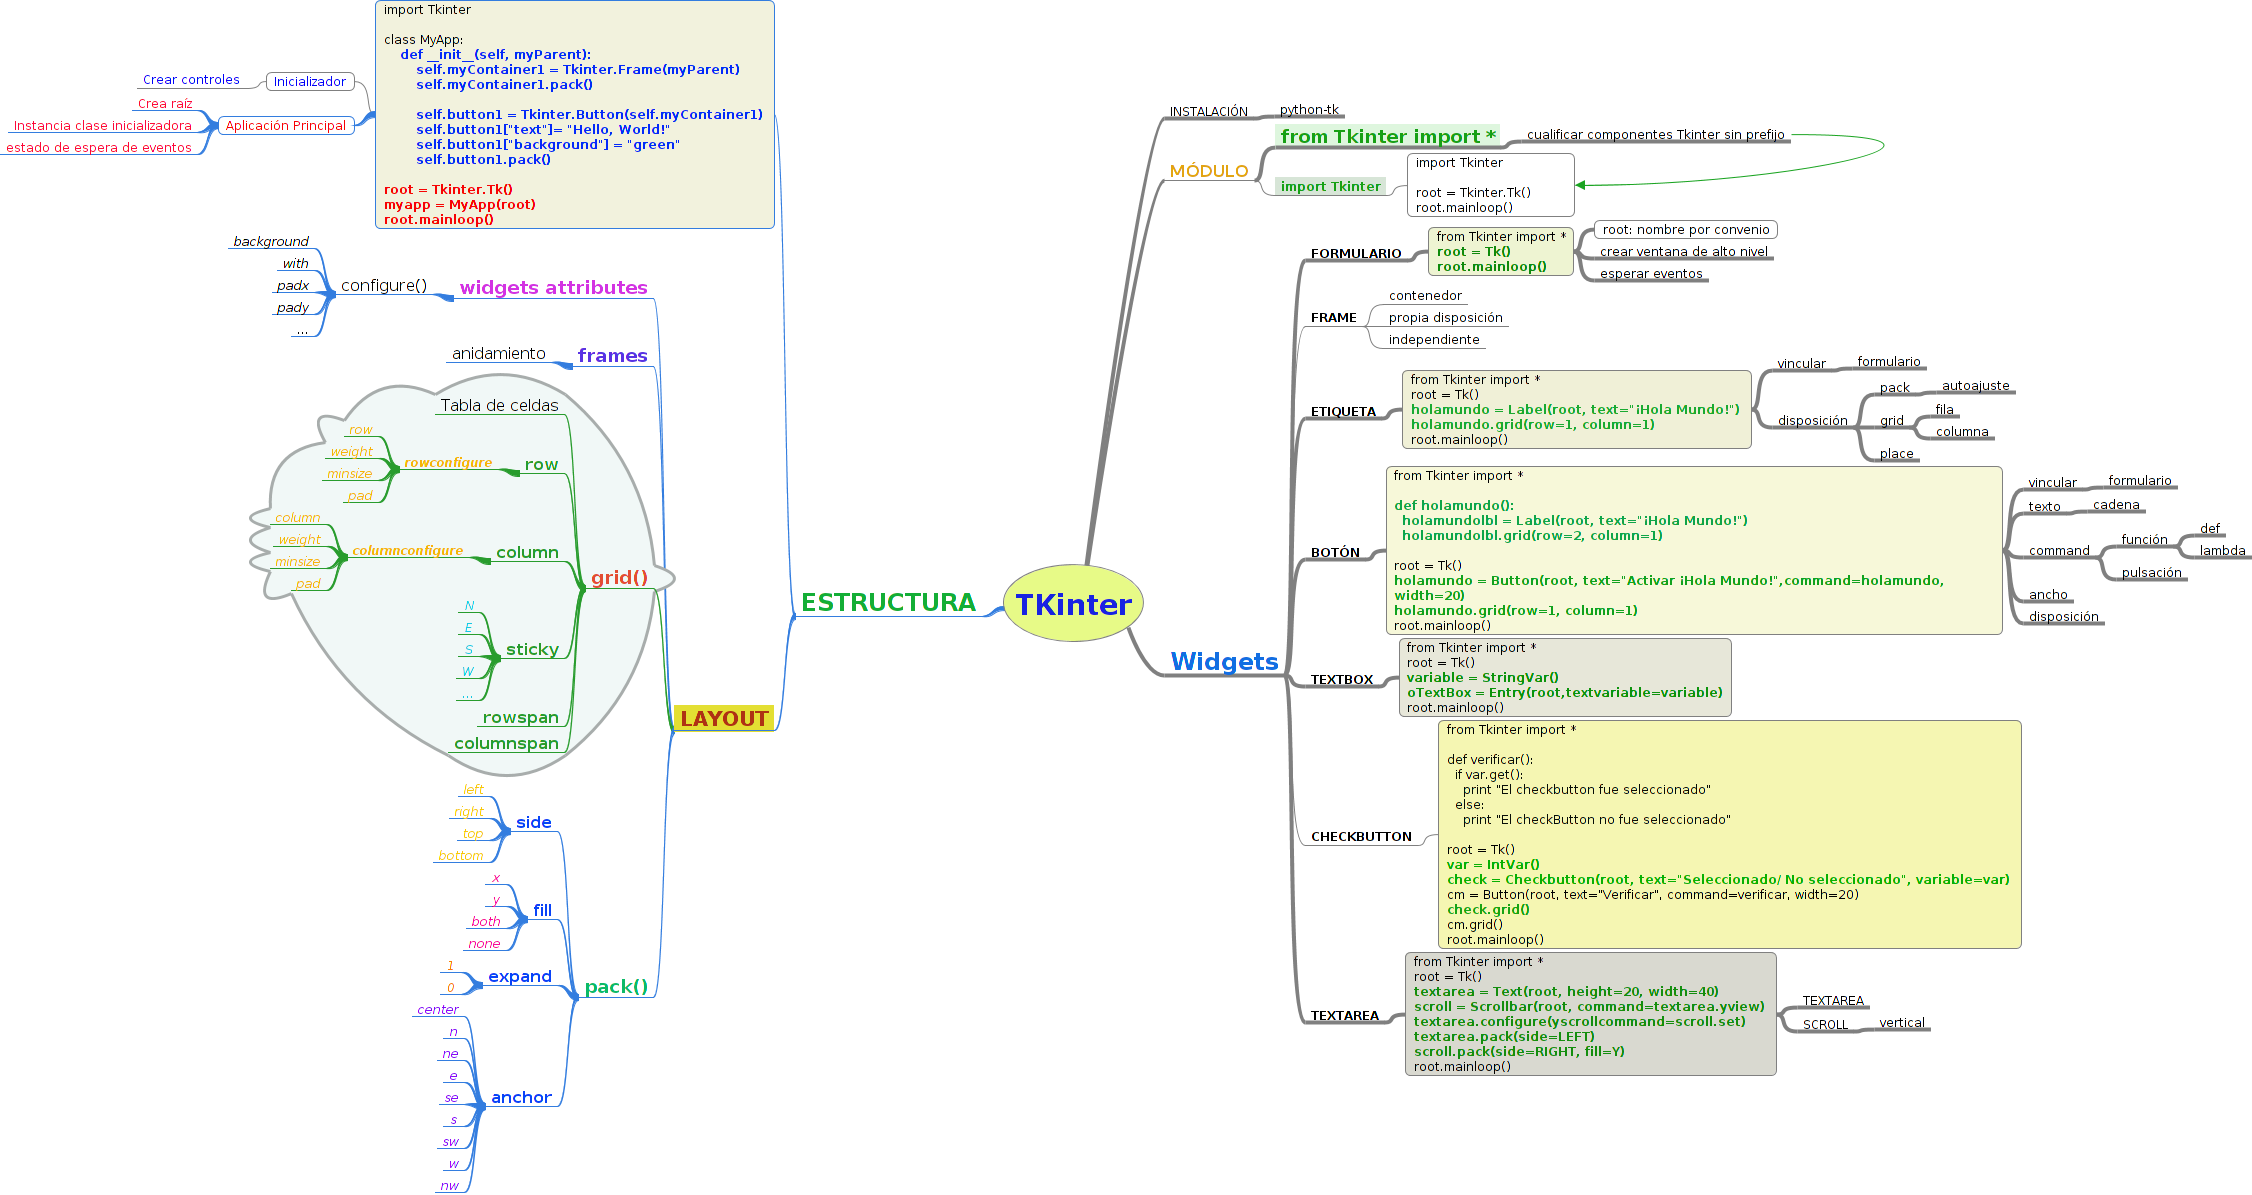 TKinter
INSTALACIÓN
python-tk
MÓDULO
from Tkinter import *
cualificar componentes Tkinter sin prefijo
import Tkinter
import Tkinter
root = Tkinter.Tk()
root.mainloop()
Widgets
FORMULARIO
from Tkinter import *
root = Tk()
root.mainloop()
root: nombre por convenio
crear ventana de alto nivel
esperar eventos
FRAME
contenedor
propia disposición
independiente
ETIQUETA
from Tkinter import *
root = Tk()
holamundo = Label(root, text="¡Hola Mundo!")
holamundo.grid(row=1, column=1)
root.mainloop()
vincular
formulario
disposición
pack
autoajuste
grid
fila
columna
place
BOTÓN
from Tkinter import *
def holamundo():
holamundolbl = Label(root, text="¡Hola Mundo!")
holamundolbl.grid(row=2, column=1)
root = Tk()
holamundo = Button(root, text="Activar ¡Hola Mundo!",command=holamundo,
width=20)
holamundo.grid(row=1, column=1)
root.mainloop()
vincular
formulario
texto
cadena
command
función
def
lambda
pulsación
ancho
disposición
TEXTBOX
from Tkinter import *
root = Tk()
variable = StringVar()
oTextBox = Entry(root,textvariable=variable)
root.mainloop()
CHECKBUTTON
from Tkinter import *
def verificar():
if var.get():
print "El checkbutton fue seleccionado"
else:
print "El checkButton no fue seleccionado"
root = Tk()
var = IntVar()
check = Checkbutton(root, text="Seleccionado/ No seleccionado", variable=var)
cm = Button(root, text="Verificar", command=verificar, width=20)
check.grid()
cm.grid()
root.mainloop()
TEXTAREA
from Tkinter import *
root = Tk()
textarea = Text(root, height=20, width=40)
scroll = Scrollbar(root, command=textarea.yview)
textarea.configure(yscrollcommand=scroll.set)
textarea.pack(side=LEFT)
scroll.pack(side=RIGHT, fill=Y)
root.mainloop()
TEXTAREA
SCROLL
vertical
ESTRUCTURA
import Tkinter
class MyApp:
def __init__(self, myParent):
self.myContainer1 = Tkinter.Frame(myParent)
self.myContainer1.pack()
self.button1 = Tkinter.Button(self.myContainer1)
self.button1["text"]= "Hello, World!"
self.button1["background"] = "green"
self.button1.pack()
root = Tkinter.Tk()
myapp = MyApp(root)
root.mainloop()
Inicializador
Crear controles
Aplicación Principal
Crea raíz
Instancia clase inicializadora
estado de espera de eventos
LAYOUT
widgets attributes
configure()
background
with
padx
pady
...
frames
anidamiento
grid()
Tabla de celdas
row
rowconfigure
row
weight
minsize
pad
column
columnconfigure
column
weight
minsize
pad
sticky
N
E
S
W
...
rowspan
columnspan
pack()
side
left
right
top
bottom
fill
x
y
both
none
expand
1
0
anchor
center
n
ne
e
se
s
sw
w
nw